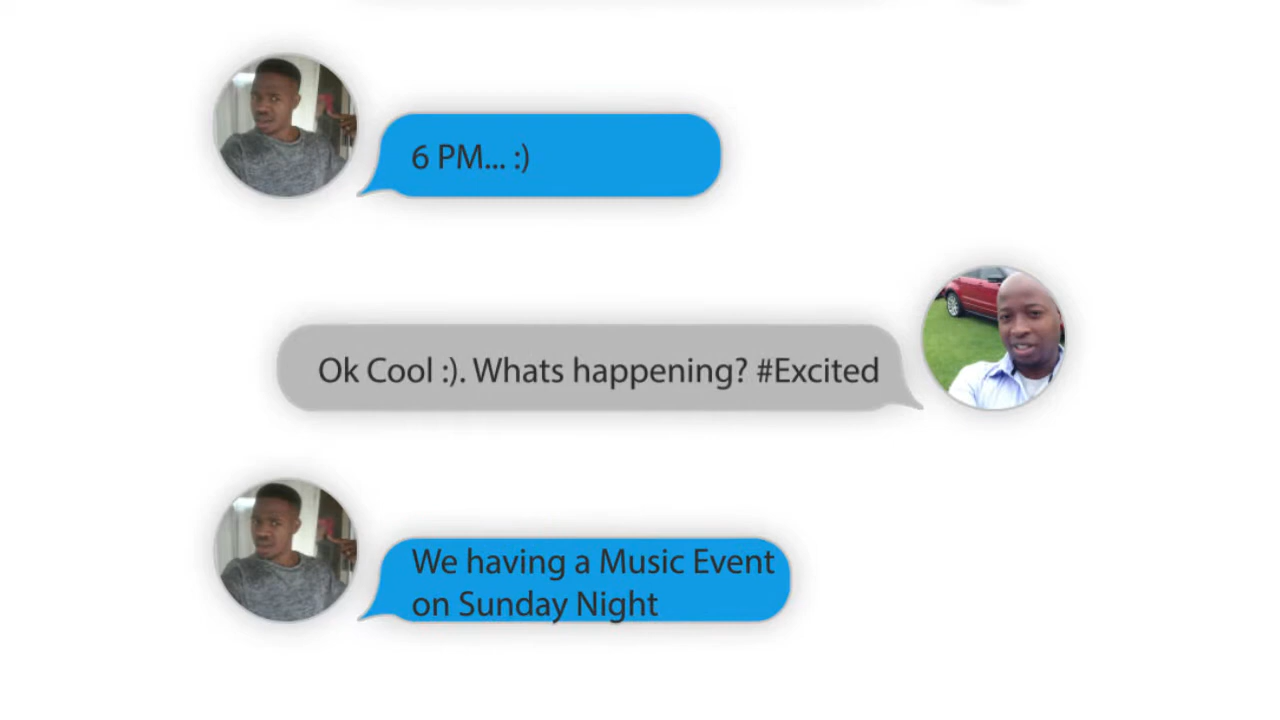 6 PM... :)
Ok Cool :). Whats happening? #Excited
We having a Music Event
on Sunday Night